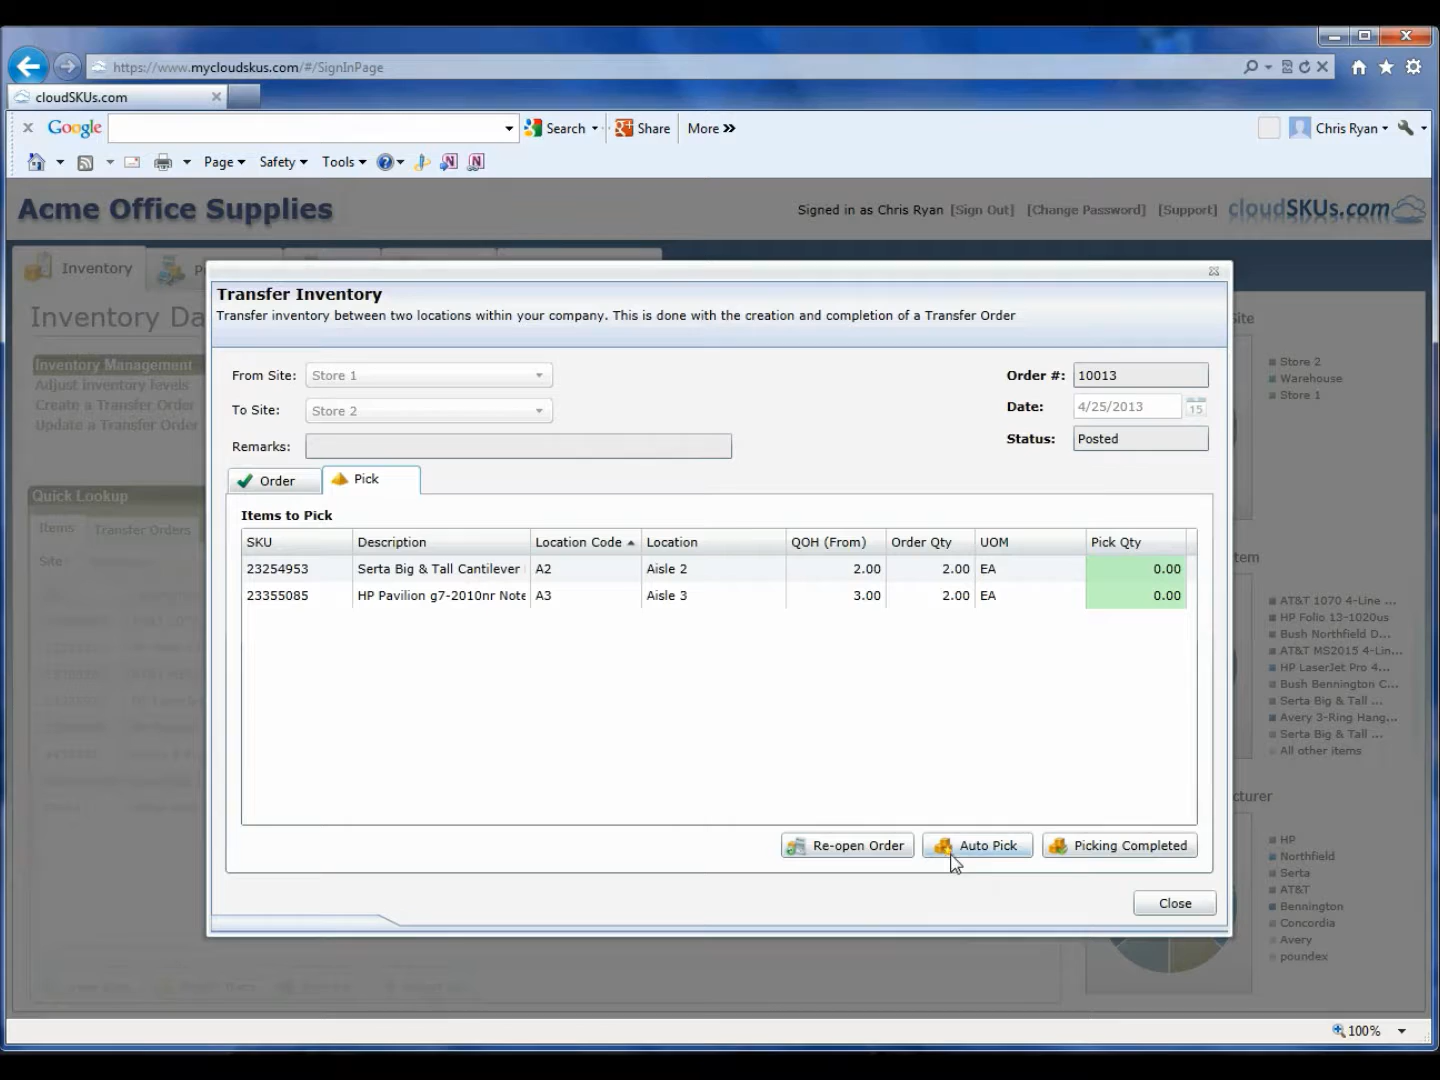 https://www.mycloudskus.com/#/SignInPage
cloudSKUs.com
Google
Search
Share
More »
Chris Ryan
Page
Safety
Tools
Acme Office Supplies
Signed in as Chris Ryan [Sign Out] [Change Password] [Support]
cloudSKUs.com
Inventory
Inventory Da
Inventory Management
Adjust inventory levels
Create a Transfer Order
Update a Transfer Order
Quick Lookup
Items
Transfer Orders
Site
Transfer Inventory
Transfer inventory between two locations within your company. This is done with the creation and completion of a Transfer Order
From Site: Store 1
Order #: 10013
To Site: Store 2
Date: 4/25/2013
15
Remarks:
Status: Posted
Order
Pick
Items to Pick
SKU Description Location Code Location QOH (From) Order Qty UOM Pick Qty
23254953 Serta Big & Tall Cantilever A2 Aisle 2 2.00 2.00 EA 0.00
23355085 HP Pavilion g7-2010nr Note A3 Aisle 3 3.00 2.00 EA 0.00
Re-open Order
Auto Pick
Picking Completed
Close
Site
Store 2
Warehouse
Store 1
tem
AT&T 1070 4-Line ...
HP Folio 13-1020us
Bush Northfield D...
AT&T MS2015 4-Lin...
HP LaserJet Pro 4...
Bush Bennington C...
Serta Big & Tall ...
Avery 3-Ring Hang...
Serta Big & Tall ...
All other items
cturer
HP
Northfield
Serta
AT&T
Bennington
Concordia
Avery
poundex
100%